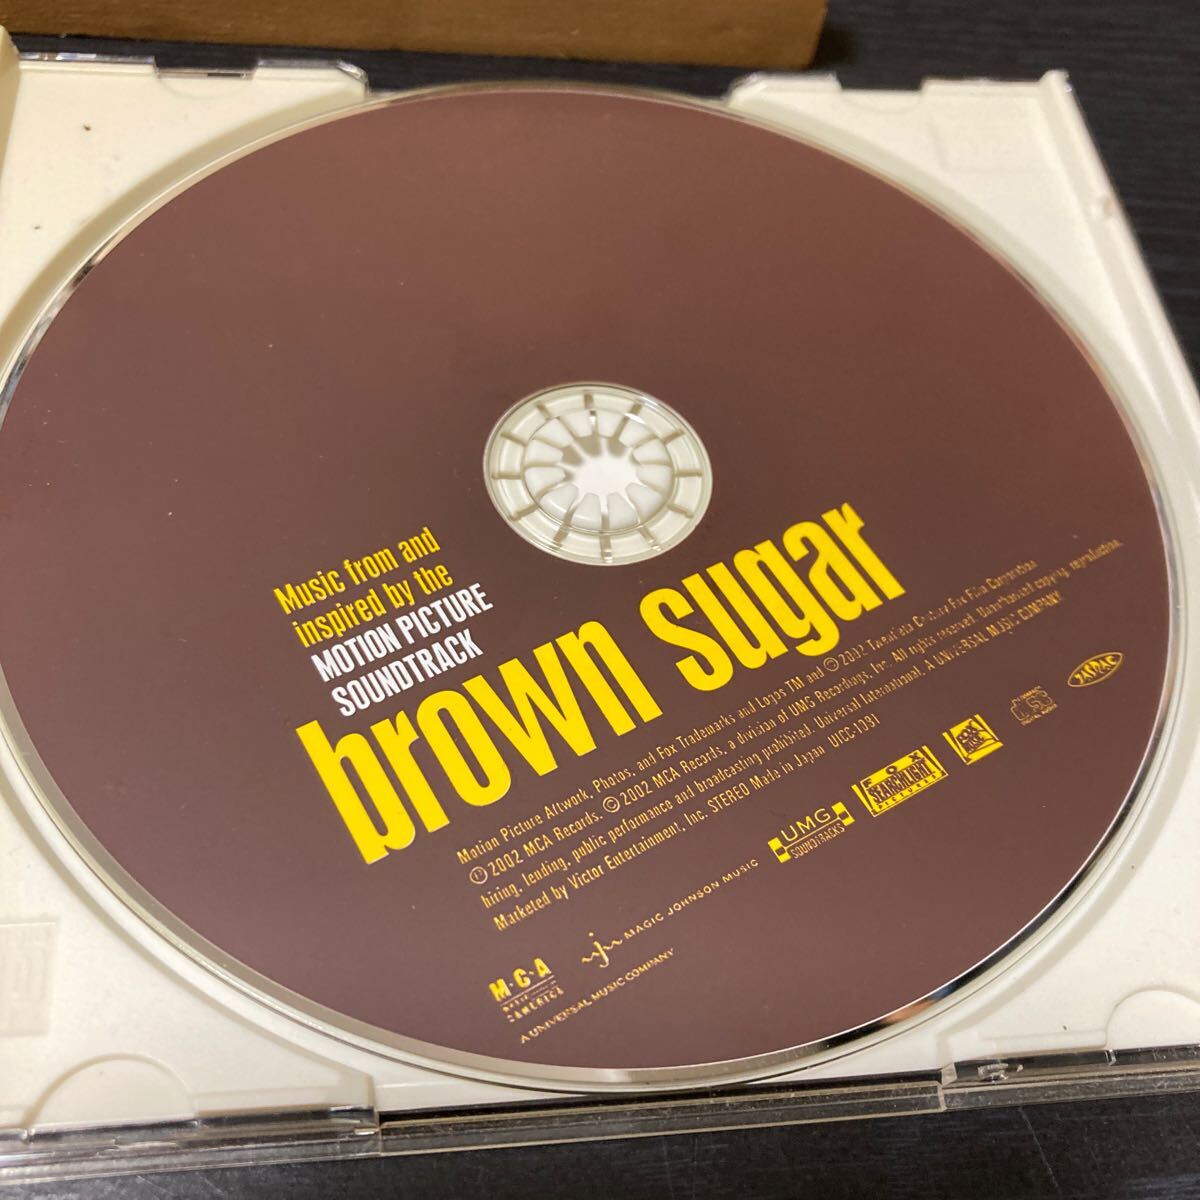 Music from and
inspired by the
MOTION PICTURE
SOUNDTRACK
brown sugar
Motion Picture Artwork, Photos, and Fox Trademarks and Logos TM and ©2002 Twentieth Century Fox Film Corporation
℗2002 MCA Records. ©2002 MCA Records, a division of UMG Recordings, Inc. All rights reserved. Unauthorized copying, reproduction,
hiring, lending, public performance and broadcasting prohibited. Universal International, A UNIVERSAL MUSIC COMPANY
Marketed by Victor Entertainment, Inc. STEREO Made in Japan UICC-1081
M·C·A
A UNIVERSAL MUSIC COMPANY
MAGIC JOHNSON MUSIC
UMG
SOUNDTRACKS
FOX
SEARCHLIGHT
PICTURES
FOX
MUSIC
JASRAC